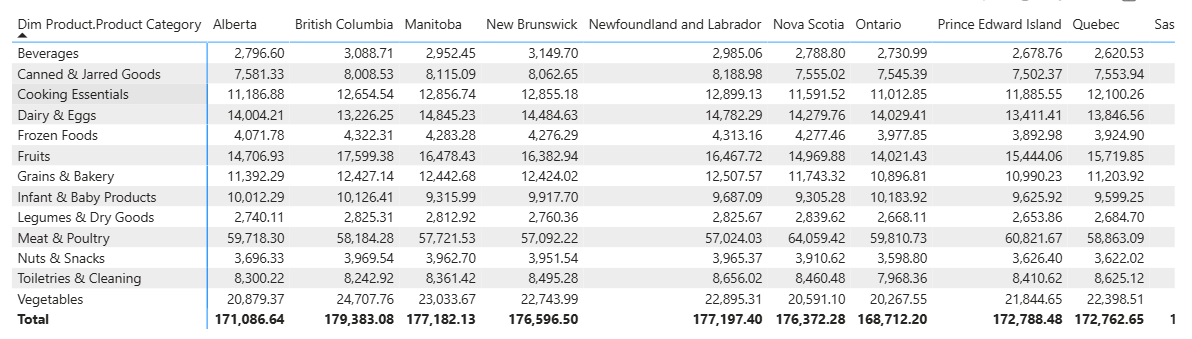 Dim Product.Product Category Alberta British Columbia Manitoba New Brunswick Newfoundland and Labrador Nova Scotia Ontario Prince Edward Island Quebec Sas
Beverages 2,796.60 3,088.71 2,952.45 3,149.70 2,985.06 2,788.80 2,730.99 2,678.76 2,620.53
Canned & Jarred Goods 7,581.33 8,008.53 8,115.09 8,062.65 8,188.98 7,555.02 7,545.39 7,502.37 7,553.94
Cooking Essentials 11,186.88 12,654.54 12,856.74 12,855.18 12,899.13 11,591.52 11,012.85 11,885.55 12,100.26
Dairy & Eggs 14,004.21 13,226.25 14,845.23 14,484.63 14,782.29 14,279.76 14,029.41 13,411.41 13,846.56
Frozen Foods 4,071.78 4,322.31 4,283.28 4,276.29 4,313.16 4,277.46 3,977.85 3,892.98 3,924.90
Fruits 14,706.93 17,599.38 16,478.43 16,382.94 16,467.72 14,969.88 14,021.43 15,444.06 15,719.85
Grains & Bakery 11,392.29 12,427.14 12,442.68 12,424.02 12,507.57 11,743.32 10,896.81 10,990.23 11,203.92
Infant & Baby Products 10,012.29 10,126.41 9,315.99 9,917.70 9,687.09 9,305.28 10,183.92 9,625.92 9,599.25
Legumes & Dry Goods 2,740.11 2,825.31 2,812.92 2,760.36 2,825.67 2,839.62 2,668.11 2,653.86 2,684.70
Meat & Poultry 59,718.30 58,184.28 57,721.53 57,092.22 57,024.03 64,059.42 59,810.73 60,821.67 58,863.09
Nuts & Snacks 3,696.33 3,969.54 3,962.70 3,951.54 3,965.37 3,910.62 3,598.80 3,626.40 3,622.02
Toiletries & Cleaning 8,300.22 8,242.92 8,361.42 8,495.28 8,656.02 8,460.48 7,968.36 8,410.62 8,625.12
Vegetables 20,879.37 24,707.76 23,033.67 22,743.99 22,895.31 20,591.10 20,267.55 21,844.65 22,398.51
Total 171,086.64 179,383.08 177,182.13 176,596.50 177,197.40 176,372.28 168,712.20 172,788.48 172,762.65 1